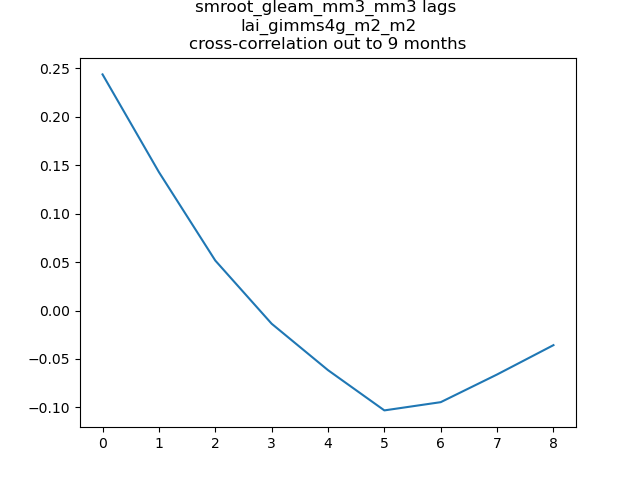 smroot_gleam_mm3_mm3 lags
lai_gimms4g_m2_m2
cross-correlation out to 9 months
0.25
0.20
0.15
0.10
0.05
0.00
−0.05
−0.10
0 1 2 3 4 5 6 7 8